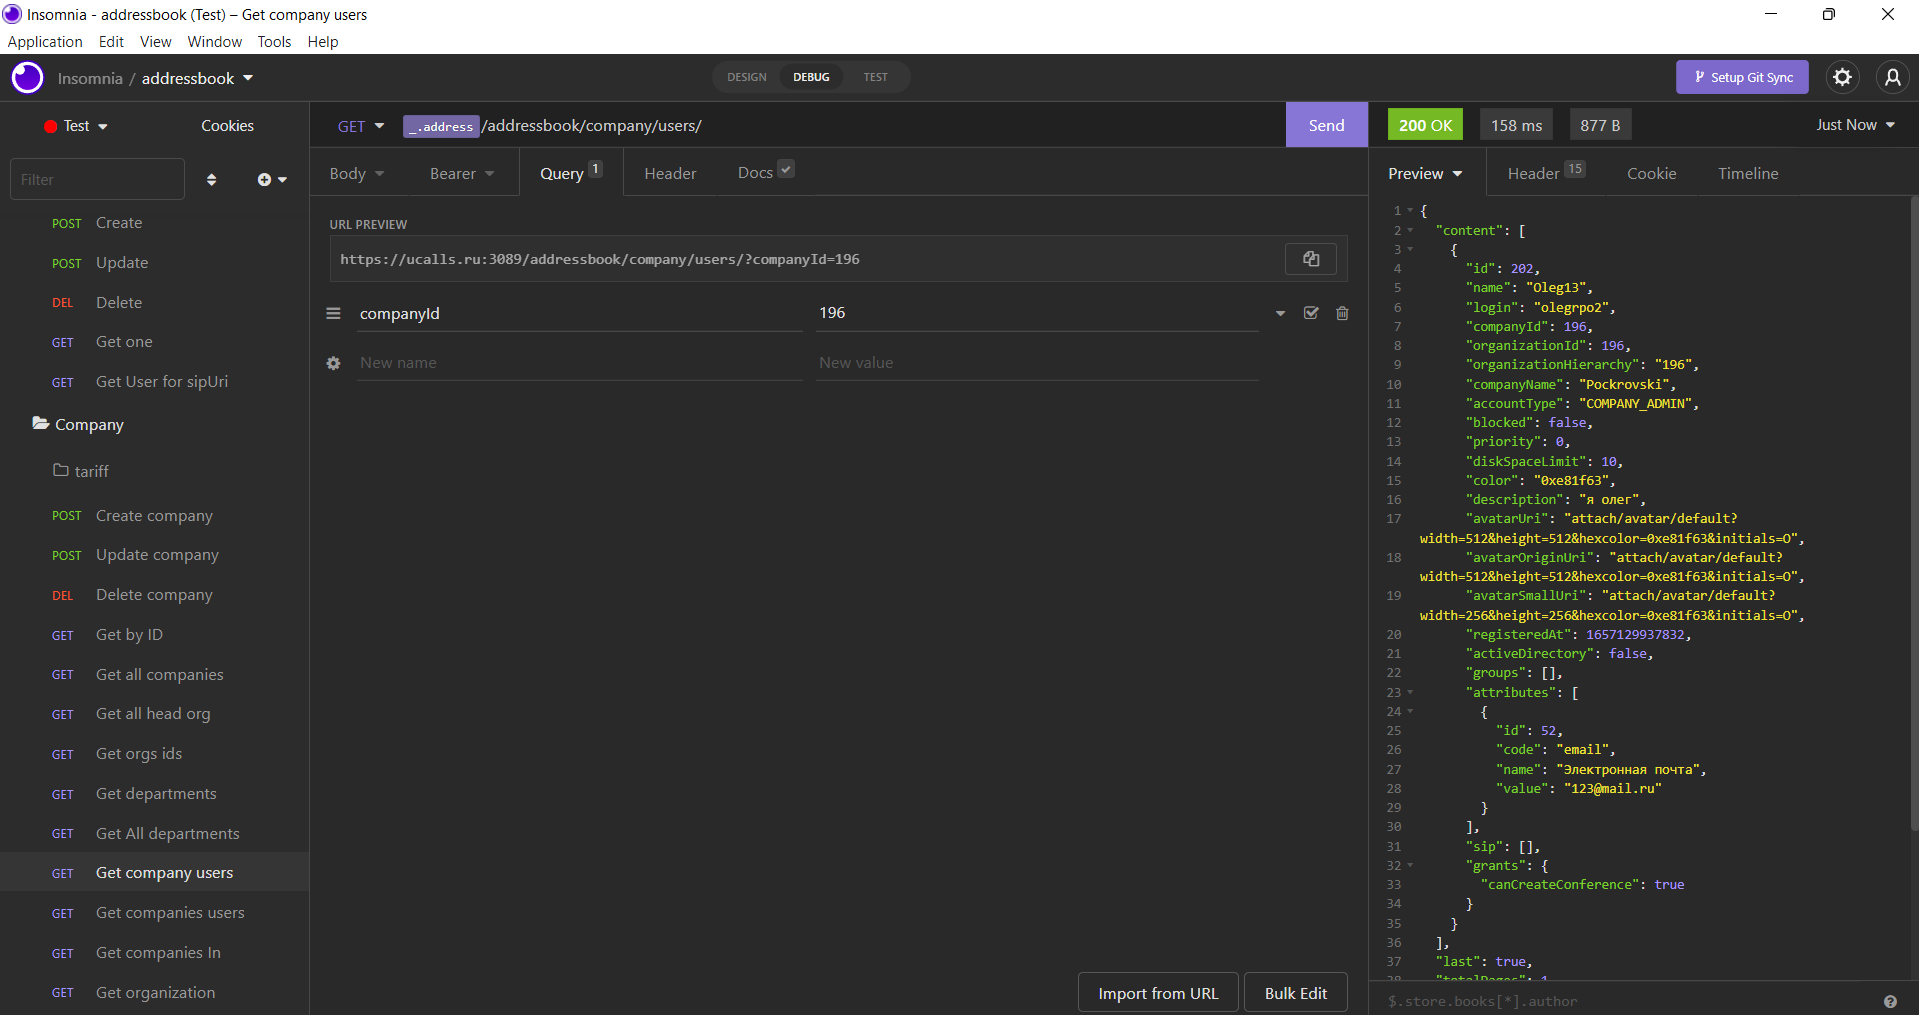 Insomnia - addressbook (Test) – Get company users
Application Edit View Window Tools Help
Insomnia / addressbook
DESIGN DEBUG TEST
Setup Git Sync
Test
Cookies
Filter
POST Create
POST Update
DEL Delete
GET Get one
GET Get User for sipUri
Company
tariff
POST Create company
POST Update company
DEL Delete company
GET Get by ID
GET Get all companies
GET Get all head org
GET Get orgs ids
GET Get departments
GET Get All departments
GET Get company users
GET Get companies users
GET Get companies In
GET Get organization
GET _.address /addressbook/company/users/
Send
Body Bearer Query 1 Header Docs
URL PREVIEW
https://ucalls.ru:3089/addressbook/company/users/?companyId=196
companyId 196
New name New value
Import from URL Bulk Edit
200 OK 158 ms 877 B Just Now
Preview Header 15 Cookie Timeline
1 {
2 "content": [
3 {
4 "id": 202,
5 "name": "Oleg13",
6 "login": "olegrpo2",
7 "companyId": 196,
8 "organizationId": 196,
9 "organizationHierarchy": "196",
10 "companyName": "Pockrovski",
11 "accountType": "COMPANY_ADMIN",
12 "blocked": false,
13 "priority": 0,
14 "diskSpaceLimit": 10,
15 "color": "0xe81f63",
16 "description": "я олег",
17 "avatarUri": "attach/avatar/default?
width=512&height=512&hexcolor=0xe81f63&initials=O",
18 "avatarOriginUri": "attach/avatar/default?
width=512&height=512&hexcolor=0xe81f63&initials=O",
19 "avatarSmallUri": "attach/avatar/default?
width=256&height=256&hexcolor=0xe81f63&initials=O",
20 "registeredAt": 1657129937832,
21 "activeDirectory": false,
22 "groups": [],
23 "attributes": [
24 {
25 "id": 52,
26 "code": "email",
27 "name": "Электронная почта",
28 "value": "123@mail.ru"
29 }
30 ],
31 "sip": [],
32 "grants": {
33 "canCreateConference": true
34 }
35 }
36 ],
37 "last": true,
38 "totalPages": 1
$.store.books[*].author